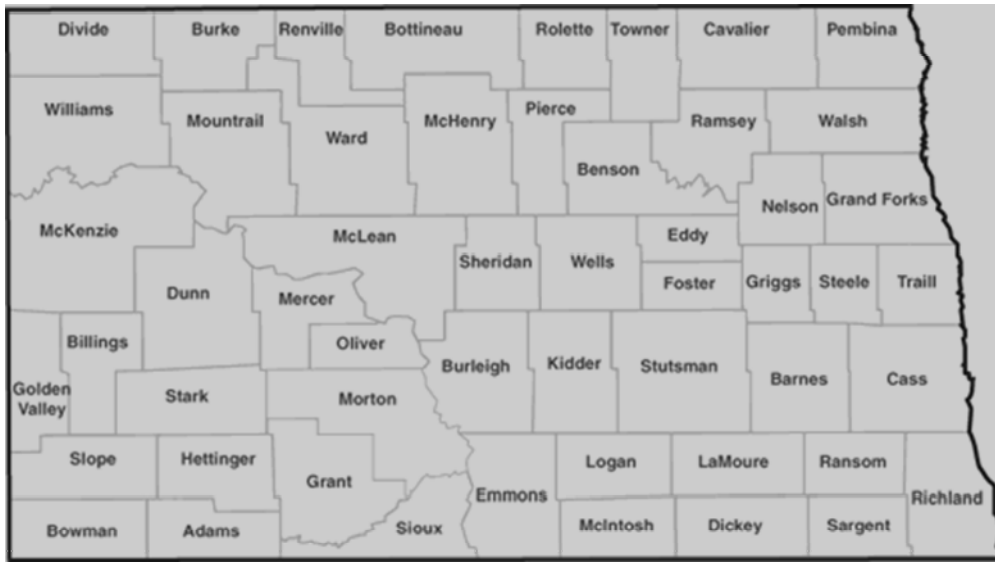 Divide
Burke
Renville
Bottineau
Rolette
Towner
Cavalier
Pembina
Williams
Mountrail
Ward
McHenry
Pierce
Ramsey
Walsh
Benson
Nelson
Grand Forks
McKenzie
McLean
Sheridan
Wells
Eddy
Foster
Griggs
Steele
Traill
Dunn
Mercer
Oliver
Billings
Golden
Valley
Stark
Morton
Burleigh
Kidder
Stutsman
Barnes
Cass
Slope
Hettinger
Grant
Emmons
Logan
LaMoure
Ransom
Richland
Bowman
Adams
Sioux
McIntosh
Dickey
Sargent